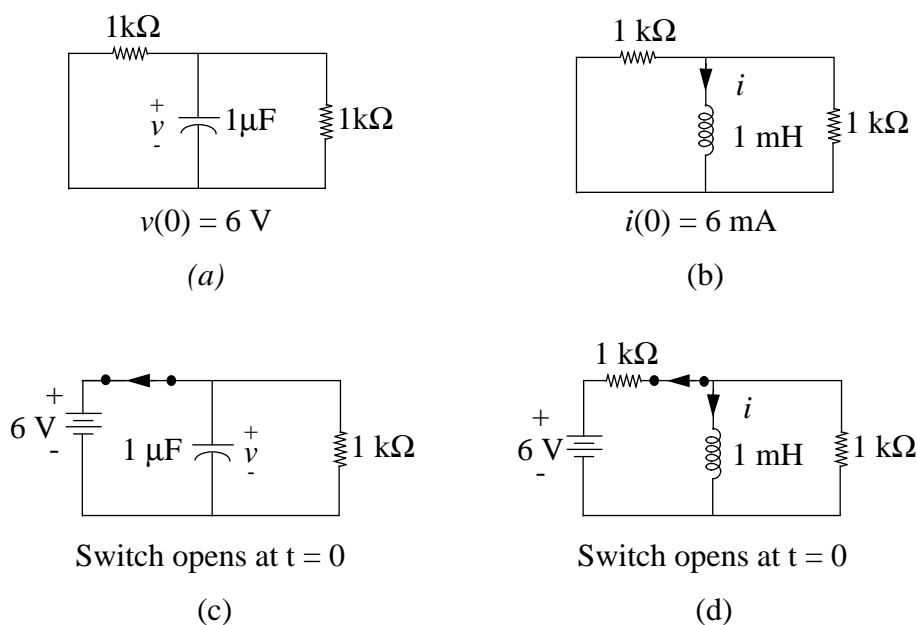 1kΩ
+
v
-
1μF
1kΩ
v(0) = 6 V
(a)
1 kΩ
i
1 mH
1 kΩ
i(0) = 6 mA
(b)
+
6 V
-
1 μF
+
v
-
1 kΩ
Switch opens at t = 0
(c)
1 kΩ
+
6 V
-
i
1 mH
1 kΩ
Switch opens at t = 0
(d)